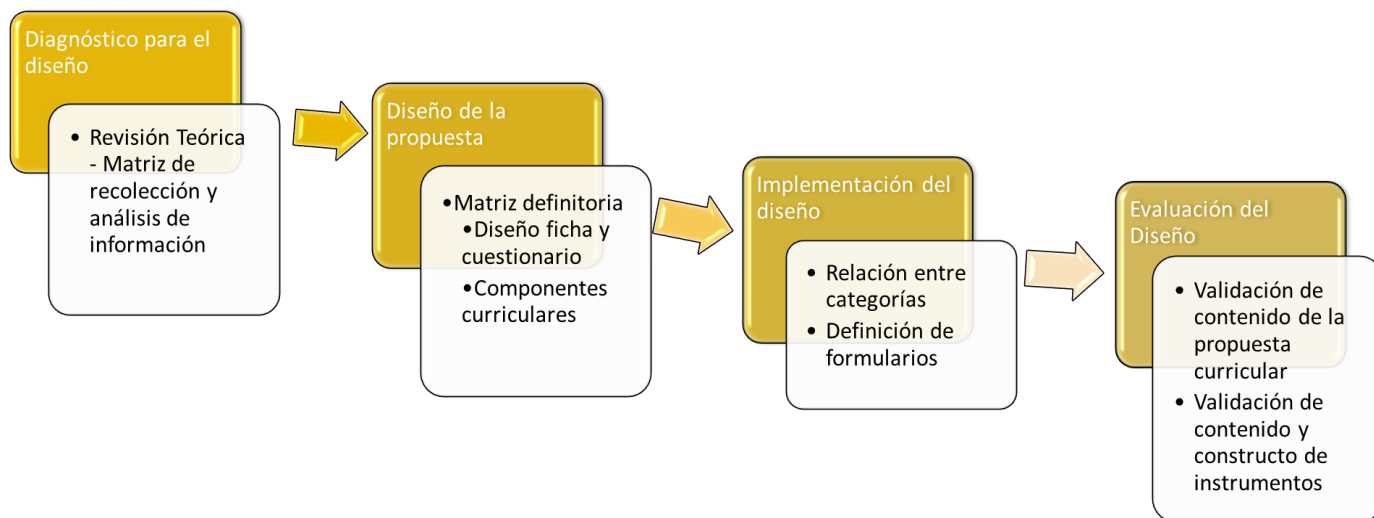 Diagnóstico para el
diseño
• Revisión Teórica
- Matriz de
recolección y
análisis de
información
Diseño de la
propuesta
•Matriz definitoria
•Diseño ficha y
cuestionario
•Componentes
curriculares
Implementación del
diseño
• Relación entre
categorías
• Definición de
formularios
Evaluación del
Diseño
• Validación de
contenido de la
propuesta
curricular
• Validación de
contenido y
constructo de
instrumentos